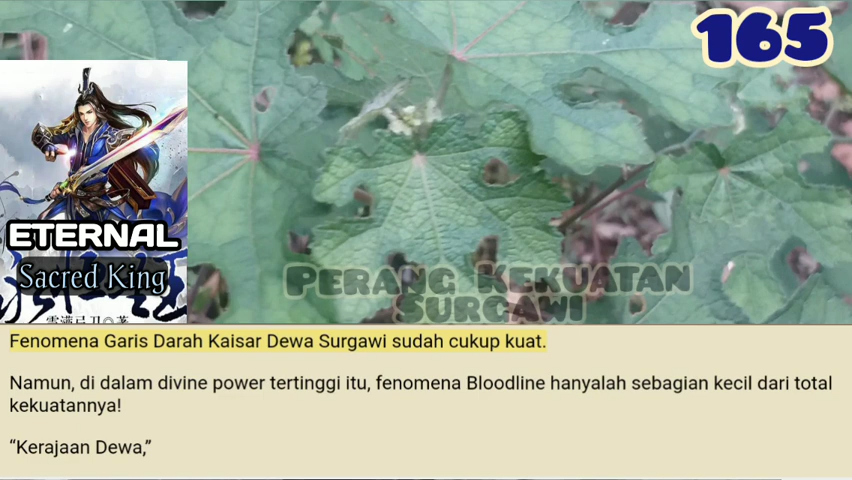 165
ETERNAL
Sacred King
PERANG KEKUATAN
SURGAWI
Fenomena Garis Darah Kaisar Dewa Surgawi sudah cukup kuat.
Namun, di dalam divine power tertinggi itu, fenomena Bloodline hanyalah sebagian kecil dari total
kekuatannya!
“Kerajaan Dewa,”